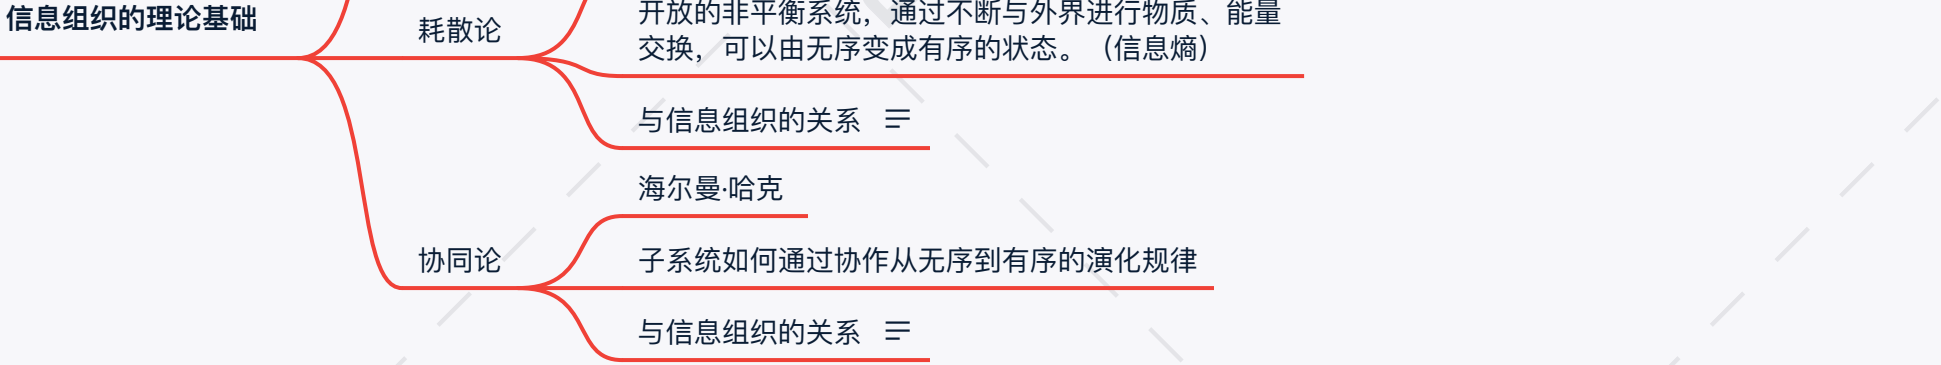 信息组织的理论基础
耗散论
开放的非平衡系统，通过不断与外界进行物质、能量
交换，可以由无序变成有序的状态。（信息熵）
与信息组织的关系
协同论
海尔曼·哈克
子系统如何通过协作从无序到有序的演化规律
与信息组织的关系